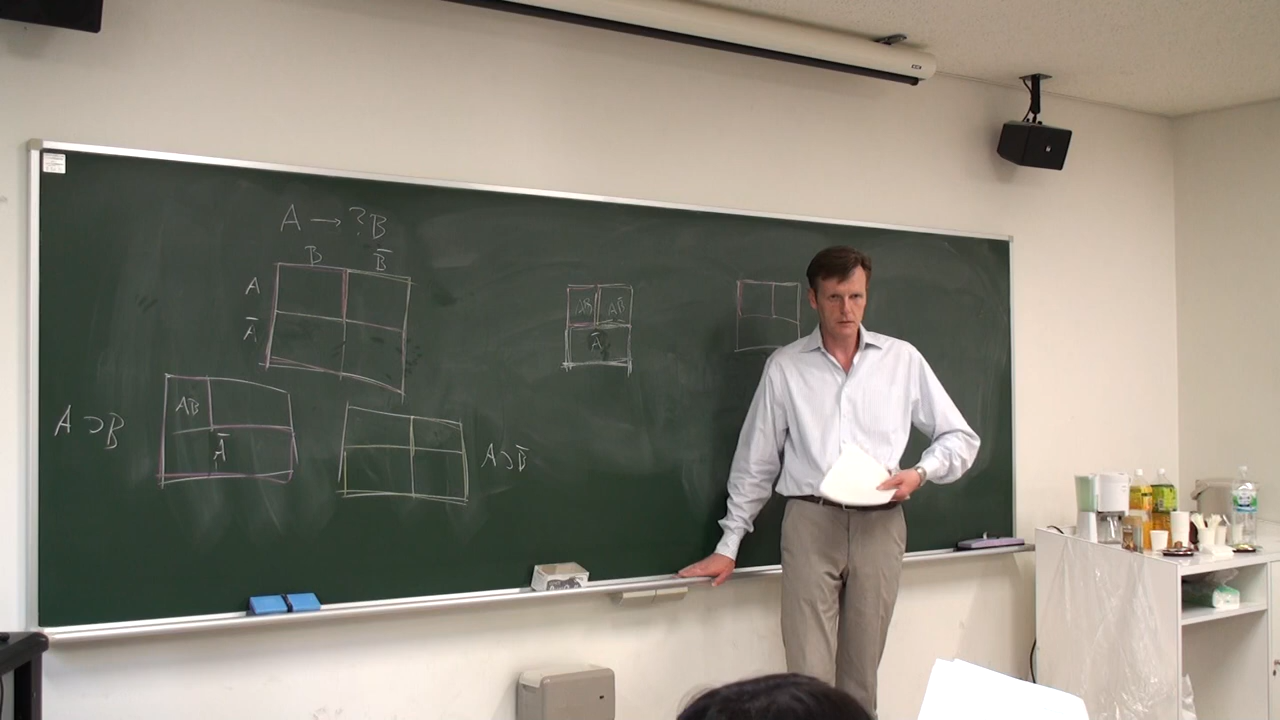 A → ? B
B B̅
A
A̅
AB AB̅
A̅
A ⊃ B
AB
A̅
A ⊃ B̅